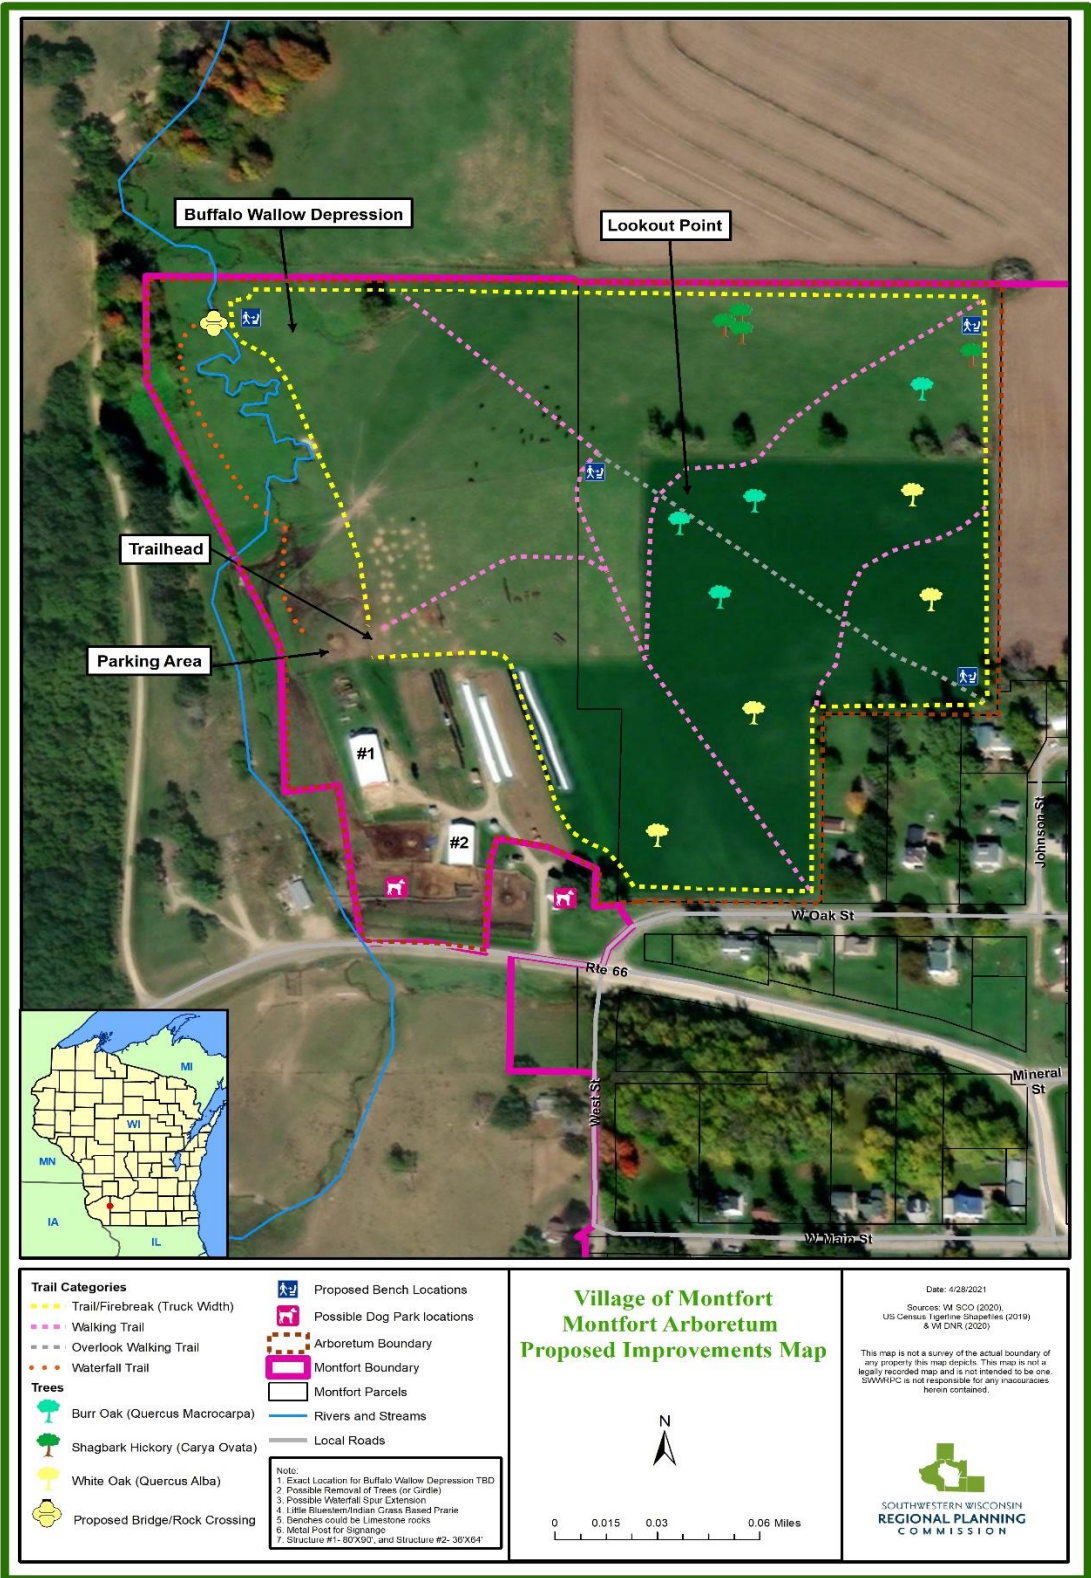 Buffalo Wallow Depression
Lookout Point
Trailhead
Parking Area
#1
#2
Johnson St
W Oak St
Rte 66
West St
Mineral
St
W Main St
MI
WI
MN
IA
IL
Trail Categories
Trail/Firebreak (Truck Width)
Walking Trail
Overlook Walking Trail
Waterfall Trail
Trees
Burr Oak (Quercus Macrocarpa)
Shagbark Hickory (Carya Ovata)
White Oak (Quercus Alba)
Proposed Bridge/Rock Crossing
Proposed Bench Locations
Possible Dog Park locations
Arboretum Boundary
Montfort Boundary
Montfort Parcels
Rivers and Streams
Local Roads
Note:
1. Exact Location for Buffalo Wallow Depression TBD
2. Possible Removal of Trees (or Girdle)
3. Possible Waterfall Spur Extension
4. Little Bluestem/Indian Grass Based Prarie
5. Benches could be Limestone rocks
6. Metal Post for Signange
7. Structure #1- 80'X90', and Structure #2- 36'X64'
Village of Montfort
Montfort Arboretum
Proposed Improvements Map
N
0 0.015 0.03 0.06 Miles
Date: 4/28/2021
Sources: WI SCO (2020),
US Census Tigerline Shapefiles (2019)
& WI DNR (2020)
This map is not a survey of the actual boundary of
any property this map depicts. This map is not a
legally recorded map and is not intended to be one.
SWWRPC is not responsible for any inaccuracies
herein contained.
SOUTHWESTERN WISCONSIN
REGIONAL PLANNING
COMMISSION